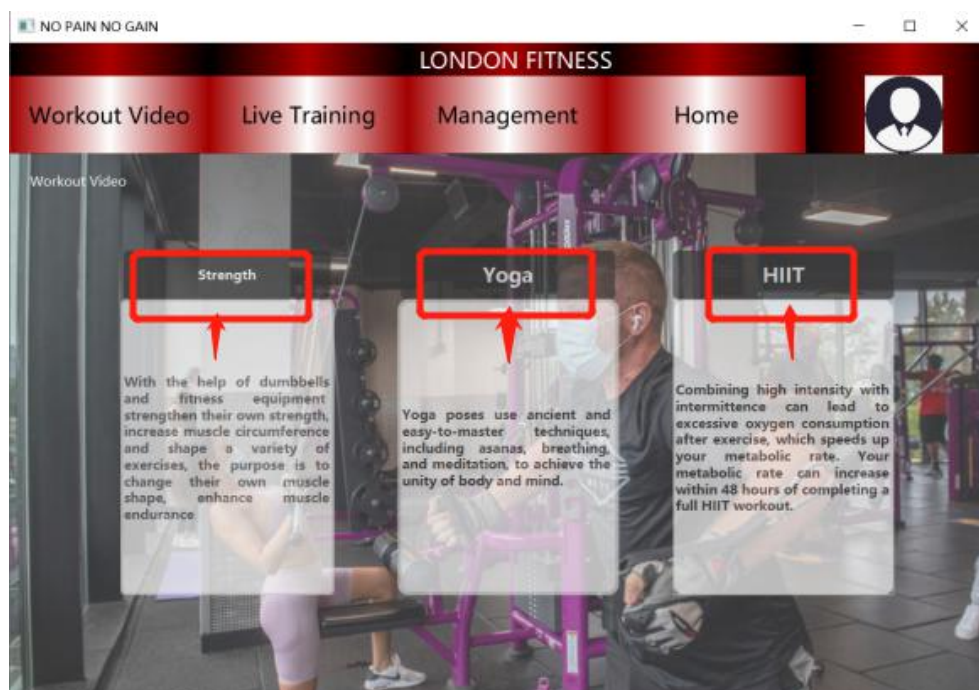 NO PAIN NO GAIN
LONDON FITNESS
Workout Video
Live Training
Management
Home
Workout Video
Strength
With the help of dumbbells
and fitness equipment
strengthen their own strength,
increase muscle circumference
and shape a variety of
exercises, the purpose is to
change their own muscle
shape, enhance muscle
endurance
Yoga
Yoga poses use ancient and
easy-to-master techniques,
including asanas, breathing,
and meditation, to achieve the
unity of body and mind.
HIIT
Combining high intensity with
intermittence can lead to
excessive oxygen consumption
after exercise, which speeds up
your metabolic rate. Your
metabolic rate can increase
within 48 hours of completing a
full HIIT workout.